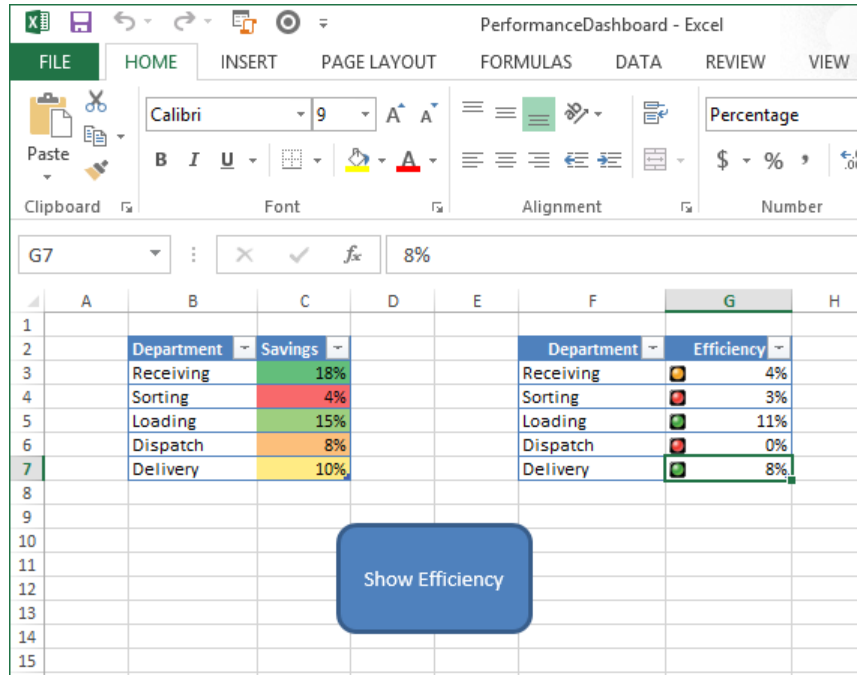 PerformanceDashboard - Excel
FILE HOME INSERT PAGE LAYOUT FORMULAS DATA REVIEW VIEW
Calibri 9 A A Percentage
Paste B I U A $ % , .00
Clipboard Font Alignment Number
G7 fx 8%
A B C D E F G H
1
2 Department Savings Department Efficiency
3 Receiving 18% Receiving 4%
4 Sorting 4% Sorting 3%
5 Loading 15% Loading 11%
6 Dispatch 8% Dispatch 0%
7 Delivery 10% Delivery 8%
8
9
10
11
Show Efficiency
12
13
14
15